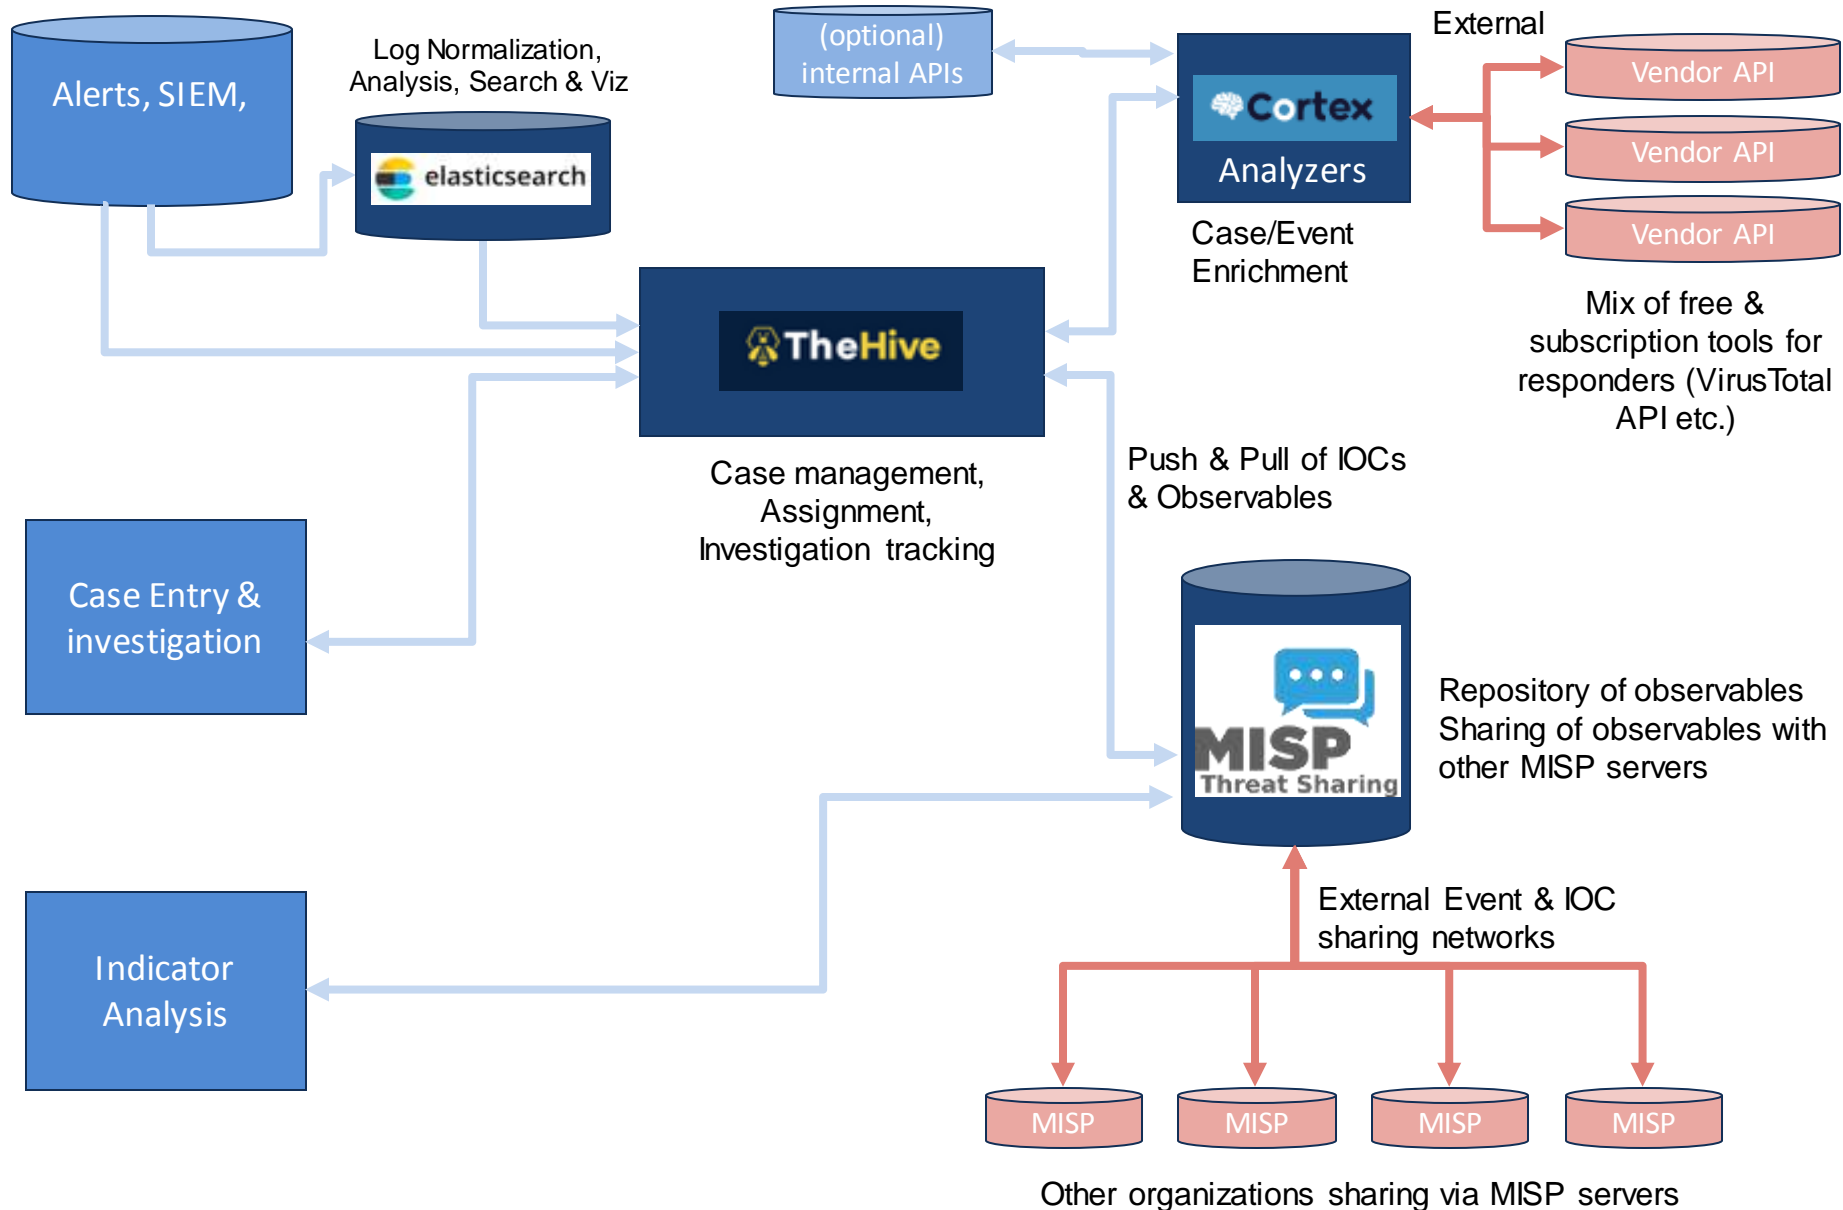 Alerts, SIEM,
Log Normalization,
Analysis, Search & Viz
elasticsearch
(optional)
internal APIs
Cortex
Analyzers
Case/Event
Enrichment
External
Vendor API
Vendor API
Vendor API
Mix of free &
subscription tools for
responders (VirusTotal
API etc.)
TheHive
Case management,
Assignment,
Investigation tracking
Push & Pull of IOCs
& Observables
Case Entry &
investigation
MISP
Threat Sharing
Repository of observables
Sharing of observables with
other MISP servers
Indicator
Analysis
External Event & IOC
sharing networks
MISP
MISP
MISP
MISP
Other organizations sharing via MISP servers